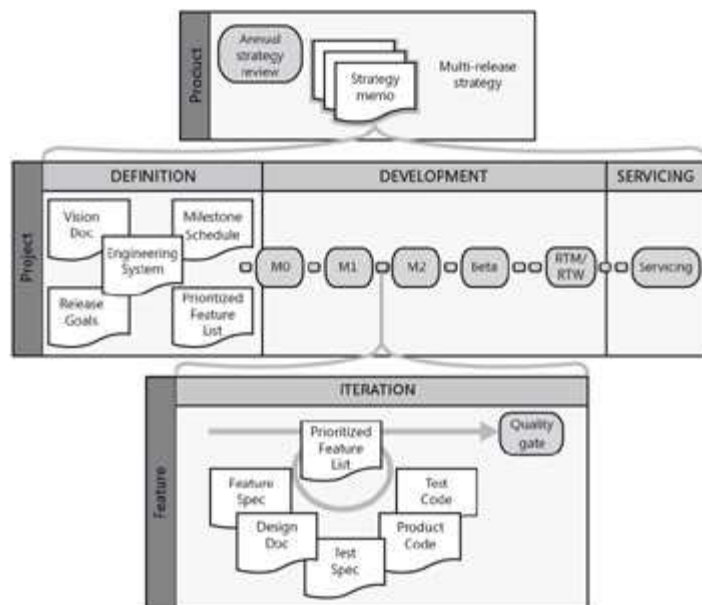 Product
Annual
strategy
review
Strategy
memo
Multi-release
strategy
Project
DEFINITION
DEVELOPMENT
SERVICING
Vision
Doc
Milestone
Schedule
Engineering
System
Release
Goals
Prioritized
Feature
List
M0
M1
M2
Beta
RTM/
RTW
Servicing
Feature
ITERATION
Prioritized
Feature
List
Quality
gate
Feature
Spec
Test
Code
Design
Doc
Product
Code
Test
Spec